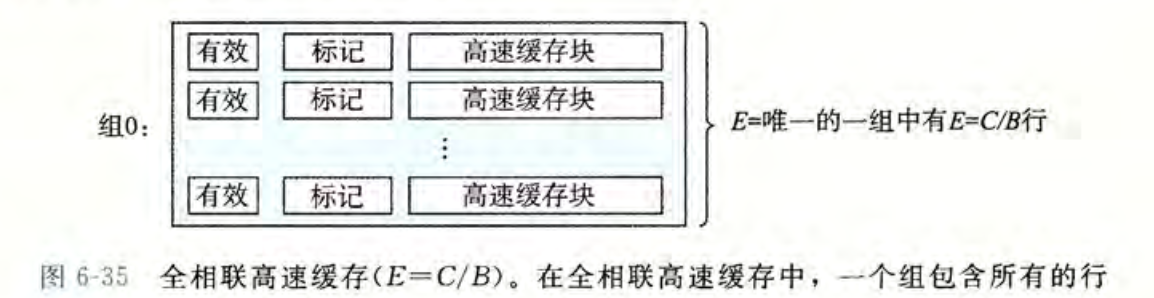 有效 标记 高速缓存块
有效 标记 高速缓存块
组0: E=唯一的一组中有E=C/B行
⋮
有效 标记 高速缓存块
图 6-35 全相联高速缓存(E=C/B)。在全相联高速缓存中，一个组包含所有的行